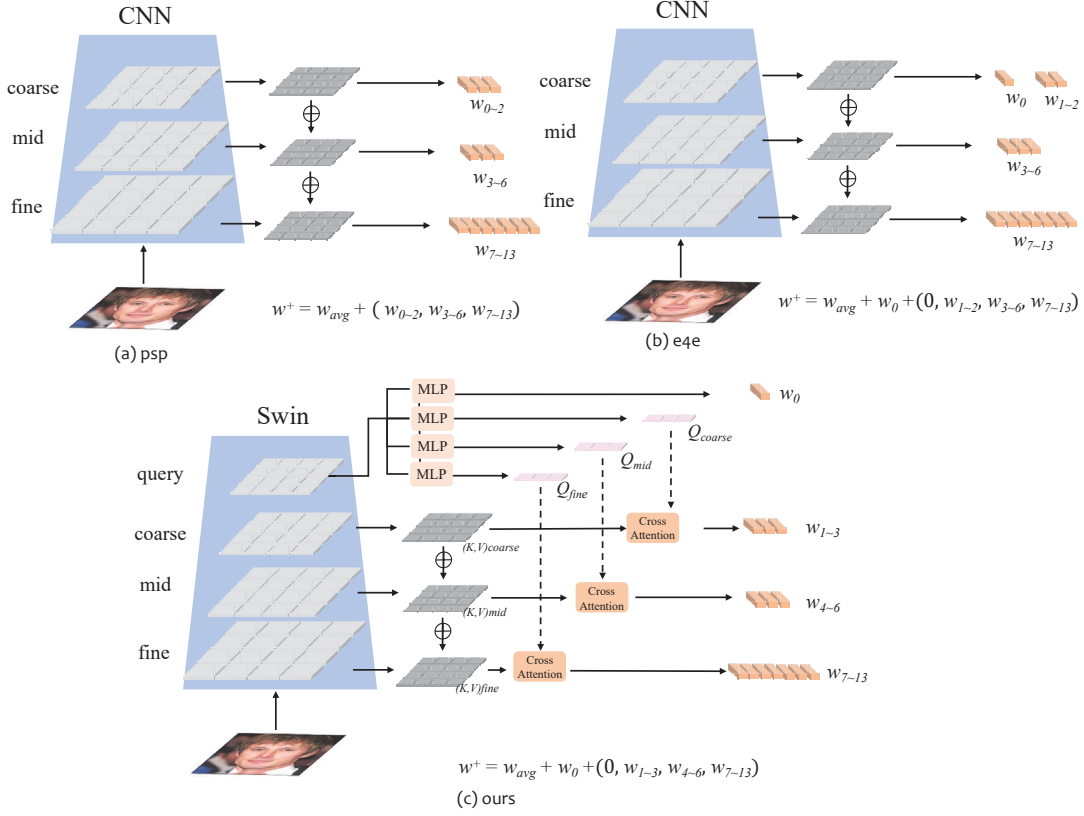 CNN
coarse
mid
fine
w0~2
w3~6
w7~13
w+ = wavg + ( w0~2, w3~6, w7~13)
(a) psp
CNN
coarse
mid
fine
w0
w1~2
w3~6
w7~13
w+ = wavg + w0 +(0, w1~2, w3~6, w7~13)
(b) e4e
Swin
query
coarse
mid
fine
MLP
MLP
MLP
MLP
w0
Qcoarse
Qmid
Qfine
(K,V)coarse
Cross
Attention
w1~3
(K,V)mid
Cross
Attention
w4~6
(K,V)fine
Cross
Attention
w7~13
w+ = wavg + w0 +(0, w1~3, w4~6, w7~13)
(c) ours